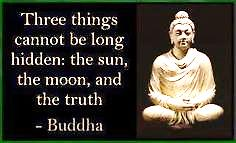 Three things
cannot be long
hidden: the sun,
the moon, and
the truth
- Buddha